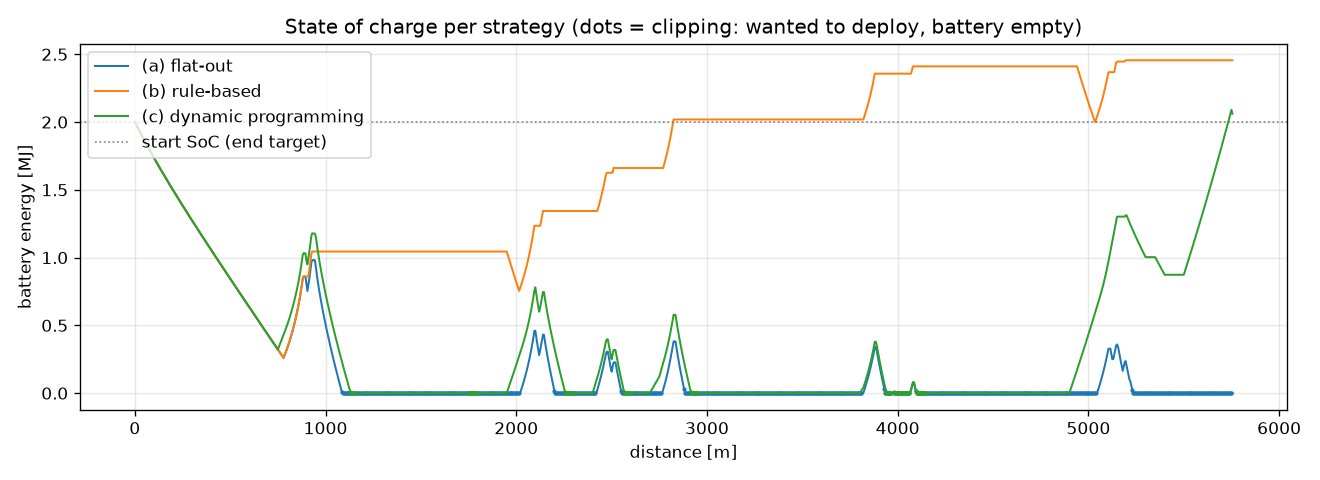 State of charge per strategy (dots = clipping: wanted to deploy, battery empty)
(a) flat-out
(b) rule-based
(c) dynamic programming
start SoC (end target)
battery energy [MJ]
2.5
2.0
1.5
1.0
0.5
0.0
0 1000 2000 3000 4000 5000 6000
distance [m]